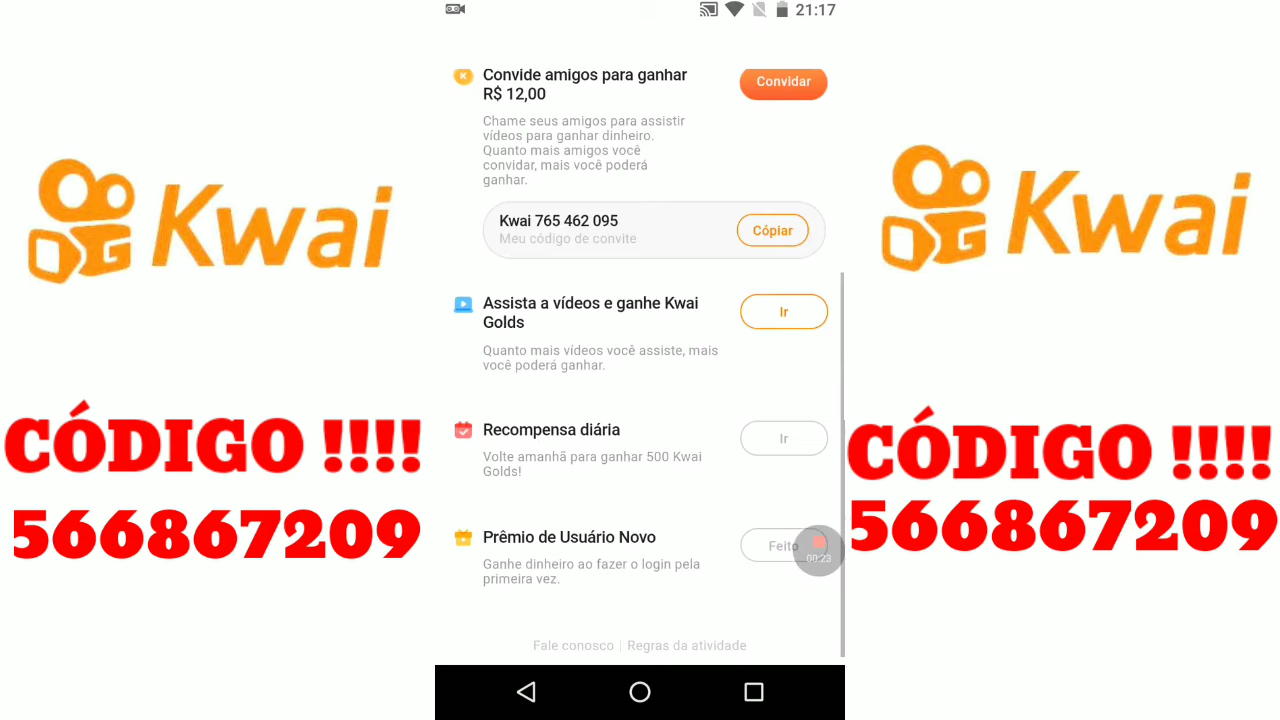 21:17
Convide amigos para ganhar
R$ 12,00
Convidar
Chame seus amigos para assistir
vídeos para ganhar dinheiro.
Quanto mais amigos você
convidar, mais você poderá
ganhar.
Kwai 765 462 095
Meu código de convite
Cópiar
Assista a vídeos e ganhe Kwai
Golds
Ir
Quanto mais vídeos você assiste, mais
você poderá ganhar.
Recompensa diária
Ir
Volte amanhã para ganhar 500 Kwai
Golds!
Prêmio de Usuário Novo
Feito
00:23
Ganhe dinheiro ao fazer o login pela
primeira vez.
Fale conosco | Regras da atividade
Kwai
CÓDIGO !!!!
566867209
Kwai
CÓDIGO !!!!
566867209